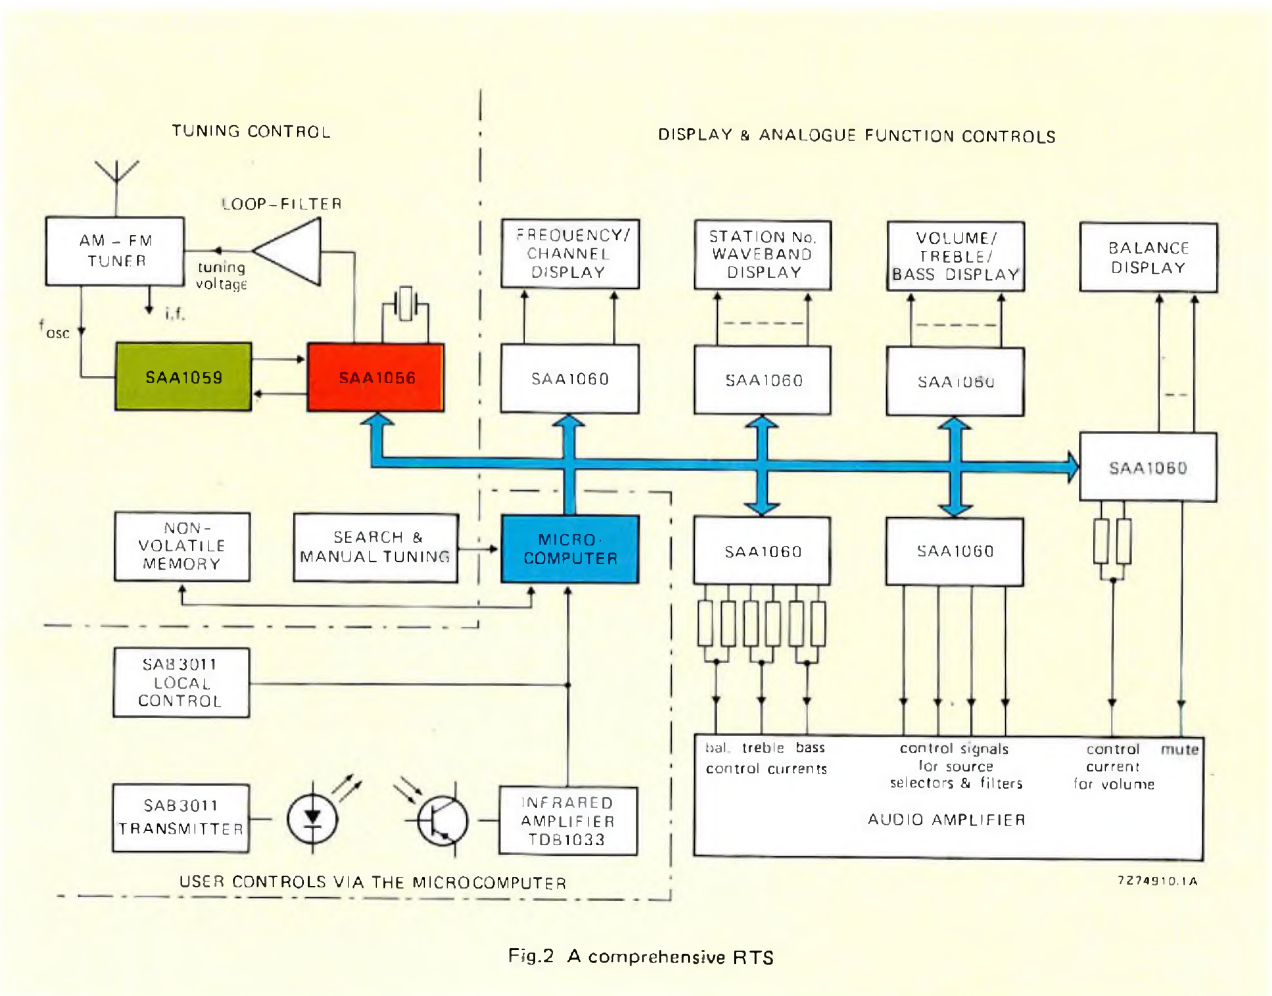 TUNING CONTROL
DISPLAY & ANALOGUE FUNCTION CONTROLS
LOOP-FILTER
AM – FM
TUNER
tuning
voltage
i.f.
fosc
SAA1059
SAA1056
FREQUENCY/
CHANNEL
DISPLAY
STATION No.
WAVEBAND
DISPLAY
VOLUME/
TREBLE/
BASS DISPLAY
BALANCE
DISPLAY
SAA1060
SAA1060
SAA1060
SAA1060
NON-
VOLATILE
MEMORY
SEARCH &
MANUAL TUNING
MICRO-
COMPUTER
SAA1060
SAA1060
SAB3011
LOCAL
CONTROL
SAB3011
TRANSMITTER
INFRARED
AMPLIFIER
TDB1033
USER CONTROLS VIA THE MICROCOMPUTER
bal. treble bass
control currents
control signals
for source
selectors & filters
control
current
for volume
mute
AUDIO AMPLIFIER
7Z74910.1A
Fig.2 A comprehensive RTS